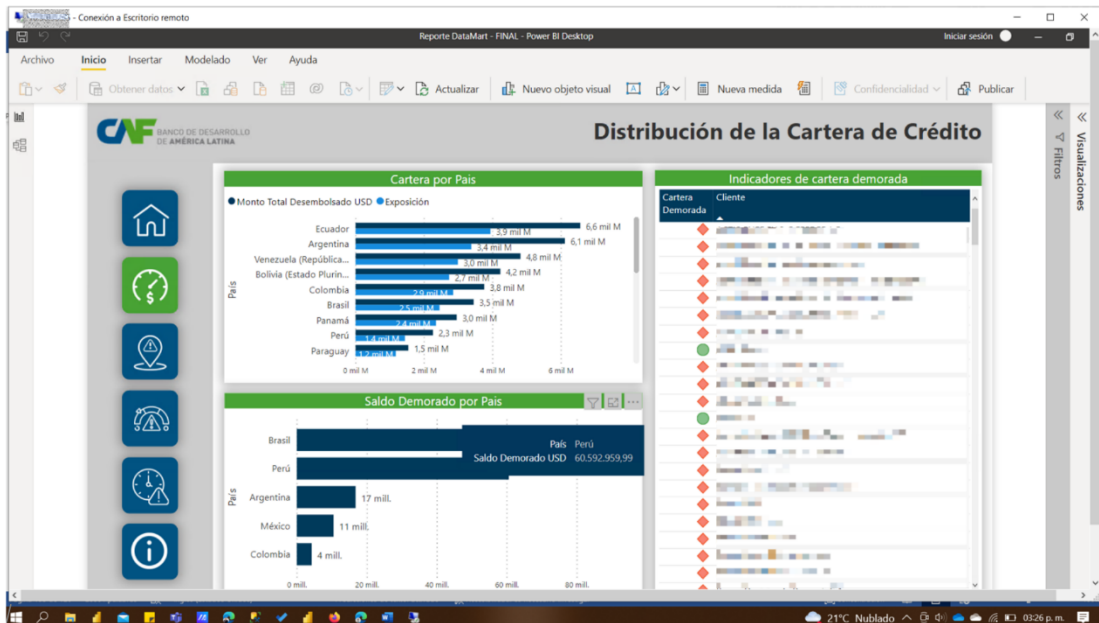 - Conexión a Escritorio remoto
Reporte DataMart - FINAL - Power BI Desktop
Iniciar sesión
Archivo Inicio Insertar Modelado Ver Ayuda
Obtener datos Actualizar Nuevo objeto visual A Nueva medida Confidencialidad Publicar
CAF BANCO DE DESARROLLO
DE AMÉRICA LATINA
Distribución de la Cartera de Crédito
Filtros
Visualizaciones
Cartera por Pais
Monto Total Desembolsado USD Exposición
País
Ecuador 6,6 mil M
3,9 mil M
Argentina 6,1 mil M
3,4 mil M
Venezuela (República... 4,8 mil M
3,0 mil M
Bolivia (Estado Plurin... 4,2 mil M
2,7 mil M
Colombia 3,8 mil M
2,9 mil M
Brasil 3,5 mil M
2,5 mil M
Panamá 3,0 mil M
2,4 mil M
Perú 2,3 mil M
1,4 mil M
Paraguay 1,5 mil M
1,2 mil M
0 mil M 2 mil M 4 mil M 6 mil M
Saldo Demorado por Pais
País
Brasil
Perú
Argentina 17 mill.
México 11 mill.
Colombia 4 mill.
0 mill. 20 mill. 40 mill. 60 mill. 80 mill.
País Perú
Saldo Demorado USD 60.592.959,99
Indicadores de cartera demorada
Cartera
Demorada
Cliente
21°C Nublado 03:26 p. m.